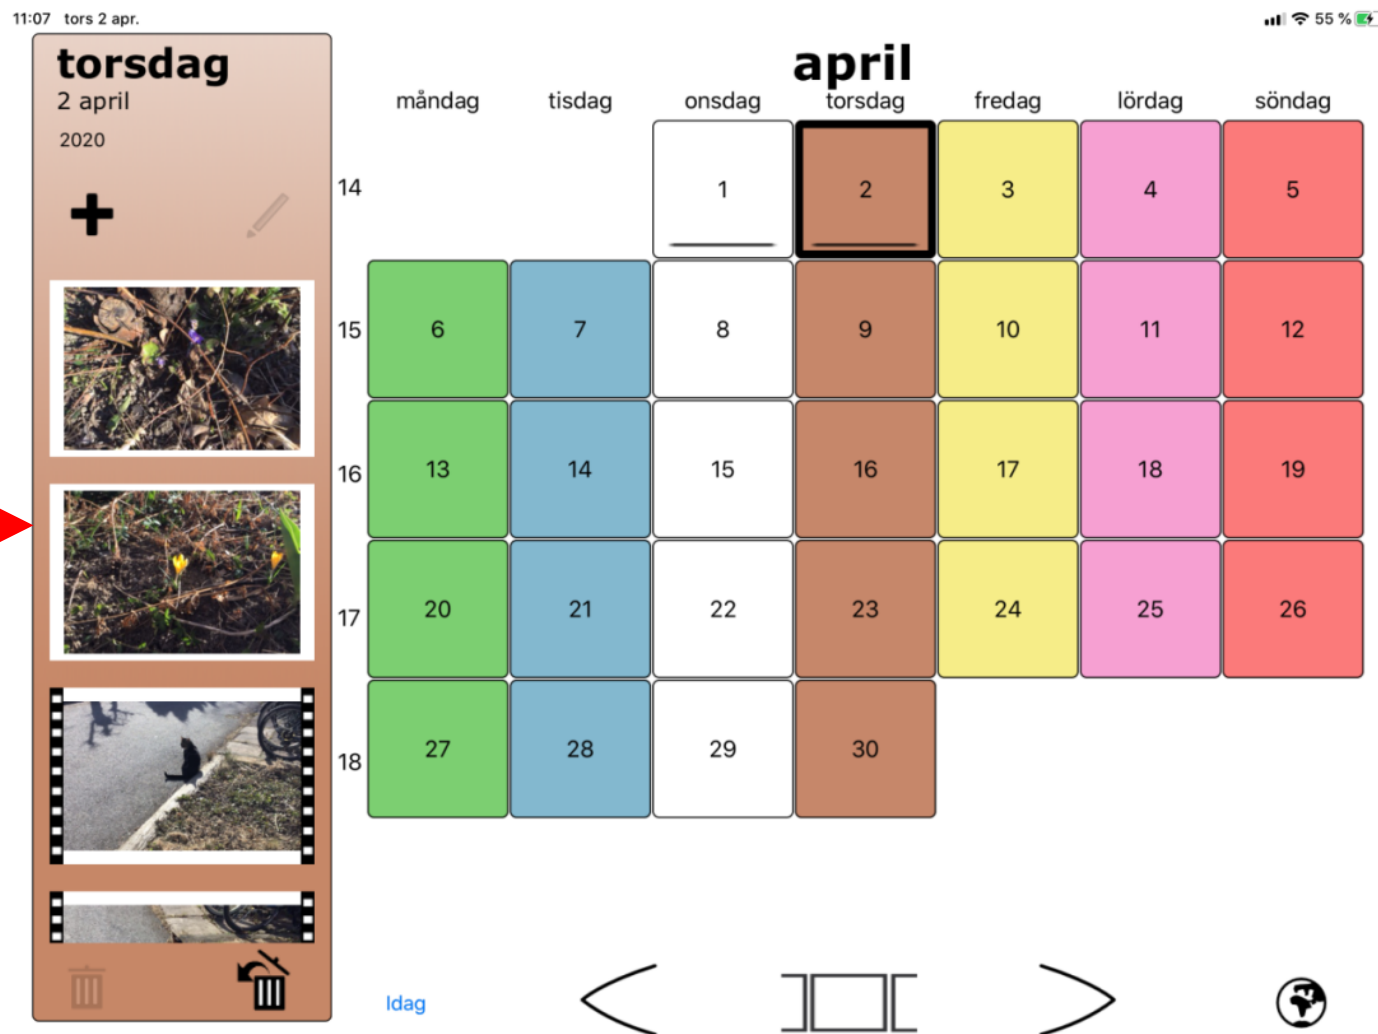 11:07 tors 2 apr.
55 %
torsdag
2 april
2020
april
måndag tisdag onsdag torsdag fredag lördag söndag
14 1 2 3 4 5
15 6 7 8 9 10 11 12
16 13 14 15 16 17 18 19
17 20 21 22 23 24 25 26
18 27 28 29 30
Idag